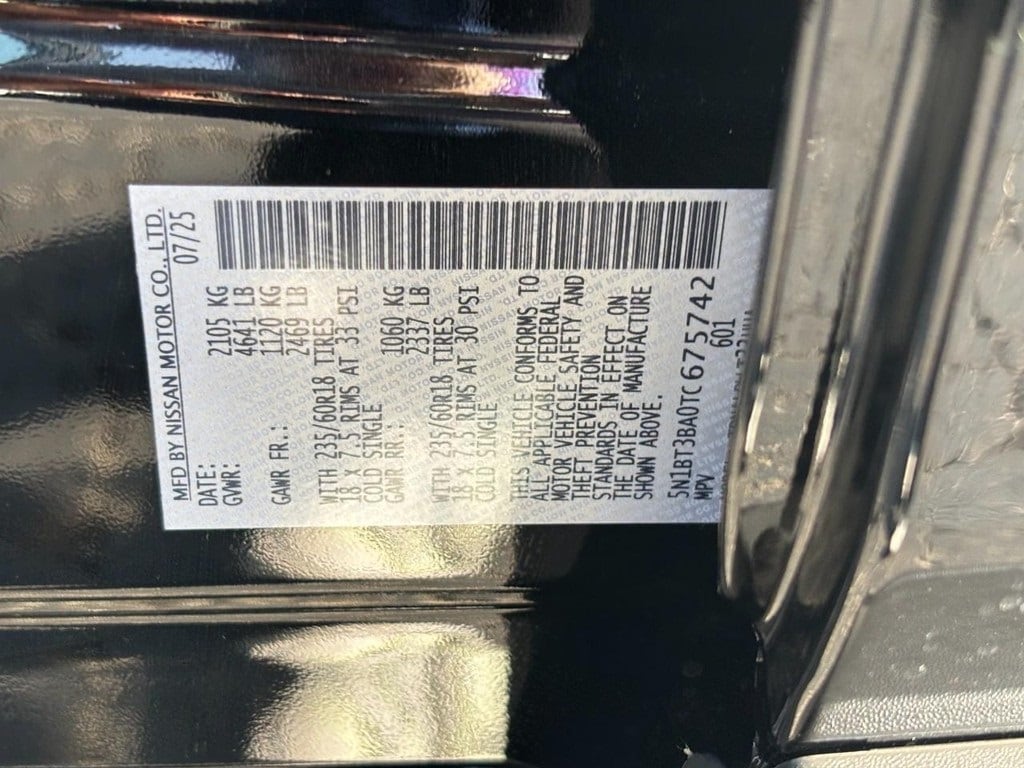 MFD BY NISSAN MOTOR CO., LTD.
DATE: 07/25
GVWR: 2105 KG
4641 LB
GAWR FR.: 1120 KG
2469 LB
WITH 235/60R18 TIRES
18 X 7.5 RIMS AT 33 PSI
COLD SINGLE
GAWR RR.: 1060 KG
2337 LB
WITH 235/60R18 TIRES
18 X 7.5 RIMS AT 30 PSI
COLD SINGLE
THIS VEHICLE CONFORMS TO
ALL APPLICABLE FEDERAL
MOTOR VEHICLE SAFETY AND
THEFT PREVENTION
STANDARDS IN EFFECT ON
THE DATE OF MANUFACTURE
SHOWN ABOVE.
5N1BT3BA0TC675742
MPV 601